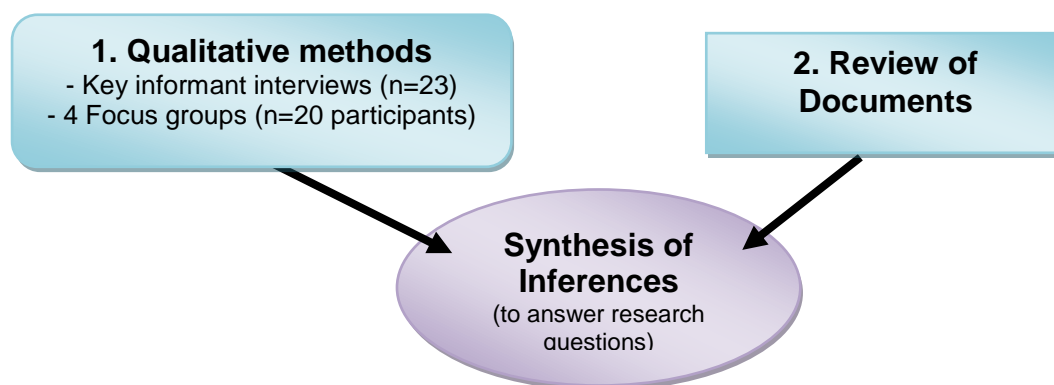 1. Qualitative methods
- Key informant interviews (n=23)
- 4 Focus groups (n=20 participants)
2. Review of
Documents
Synthesis of
Inferences
(to answer research
questions)